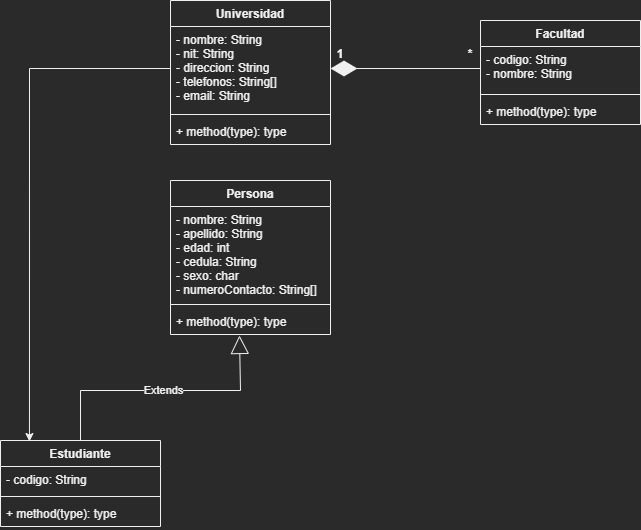 Universidad
- nombre: String
- nit: String
- direccion: String
- telefonos: String[]
- email: String
+ method(type): type
1
*
Facultad
- codigo: String
- nombre: String
+ method(type): type
Persona
- nombre: String
- apellido: String
- edad: int
- cedula: String
- sexo: char
- numeroContacto: String[]
+ method(type): type
Extends
Estudiante
- codigo: String
+ method(type): type